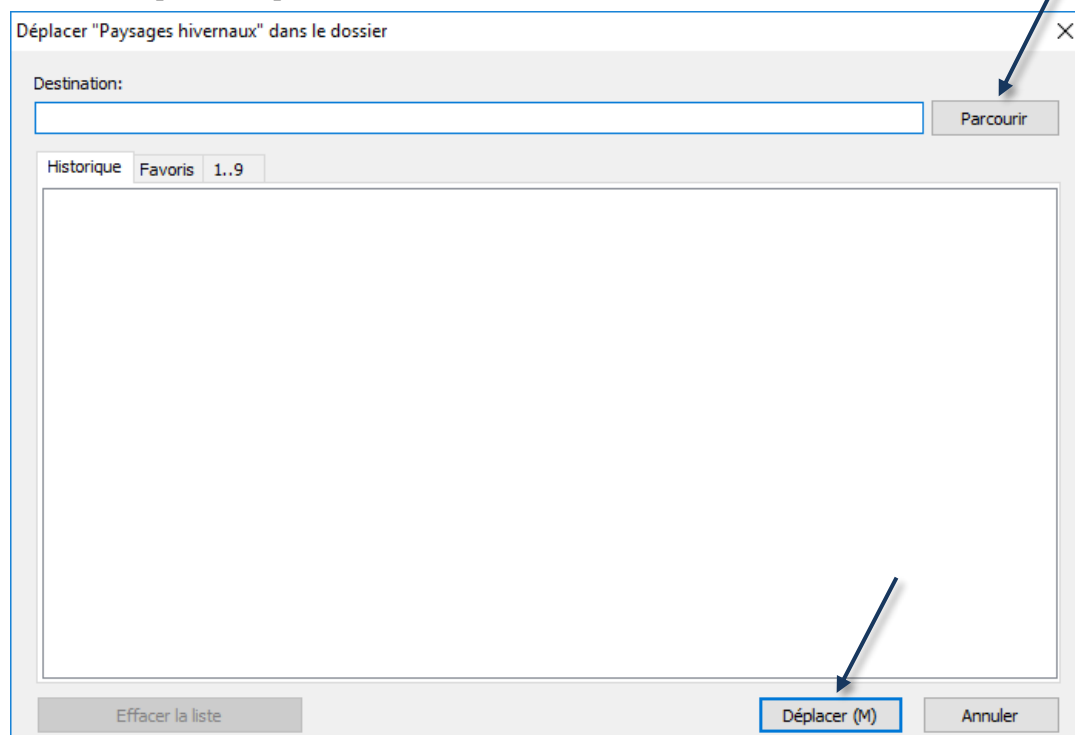 Déplacer "Paysages hivernaux" dans le dossier
Destination:
Parcourir
Historique Favoris 1..9
Effacer la liste Déplacer (M) Annuler